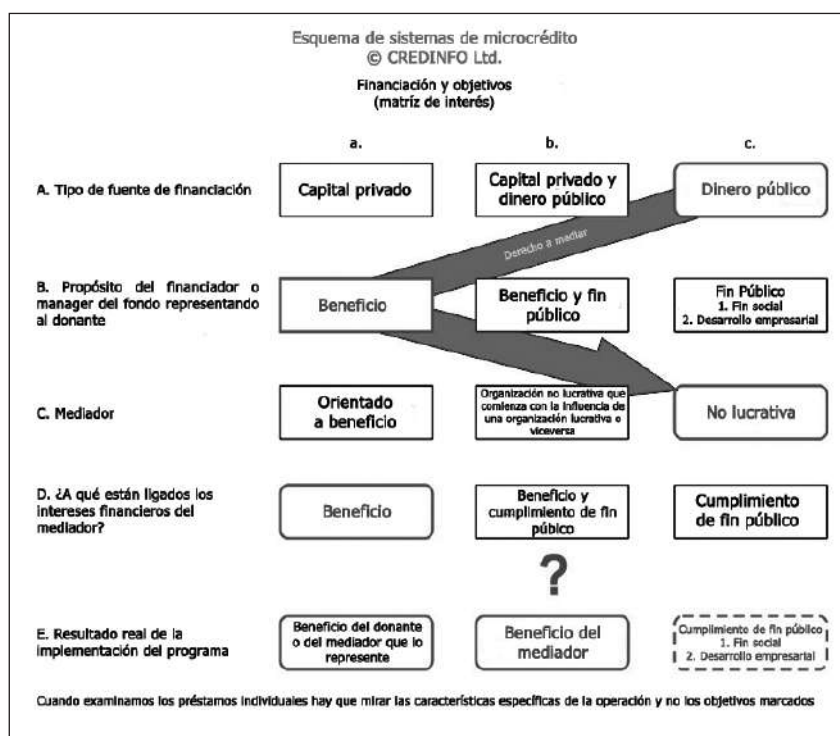 Esquema de sistemas de microcrédito
© CREDINFO Ltd.
Financiación y objetivos
(matríz de interés)
a. b. c.
A. Tipo de fuente de financiación
Capital privado
Capital privado y
dinero público
Dinero público
Derecho a mediar
B. Propósito del financiador o
manager del fondo representando
al donante
Beneficio
Beneficio y fin
público
Fin Público
1. Fin social
2. Desarrollo empresarial
C. Mediador
Orientado
a beneficio
Organización no lucrativa que
comienza con la influencia de
una organización lucrativa o
viceversa
No lucrativa
D. ¿A qué están ligados los
intereses financieros del
mediador?
Beneficio
Beneficio y
cumplimiento de fin
púbico
Cumplimiento
de fin público
?
E. Resultado real de la
implementación del programa
Beneficio del donante
o del mediador que lo
represente
Beneficio del
mediador
Cumplimiento de fin público
1. Fin social
2. Desarrollo empresarial
Cuando examinamos los préstamos individuales hay que mirar las características específicas de la operación y no los objetivos marcados